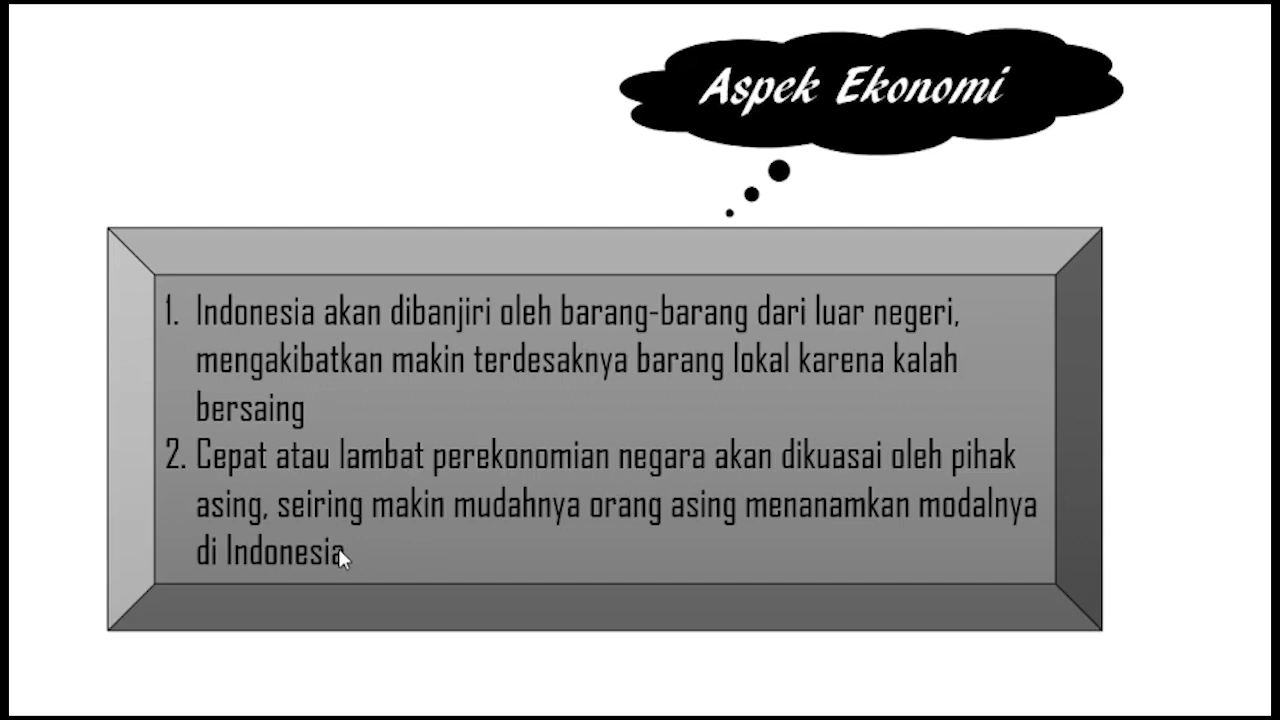 Aspek Ekonomi
1. Indonesia akan dibanjiri oleh barang-barang dari luar negeri,
mengakibatkan makin terdesaknya barang lokal karena kalah
bersaing
2. Cepat atau lambat perekonomian negara akan dikuasai oleh pihak
asing, seiring makin mudahnya orang asing menanamkan modalnya
di Indonesia